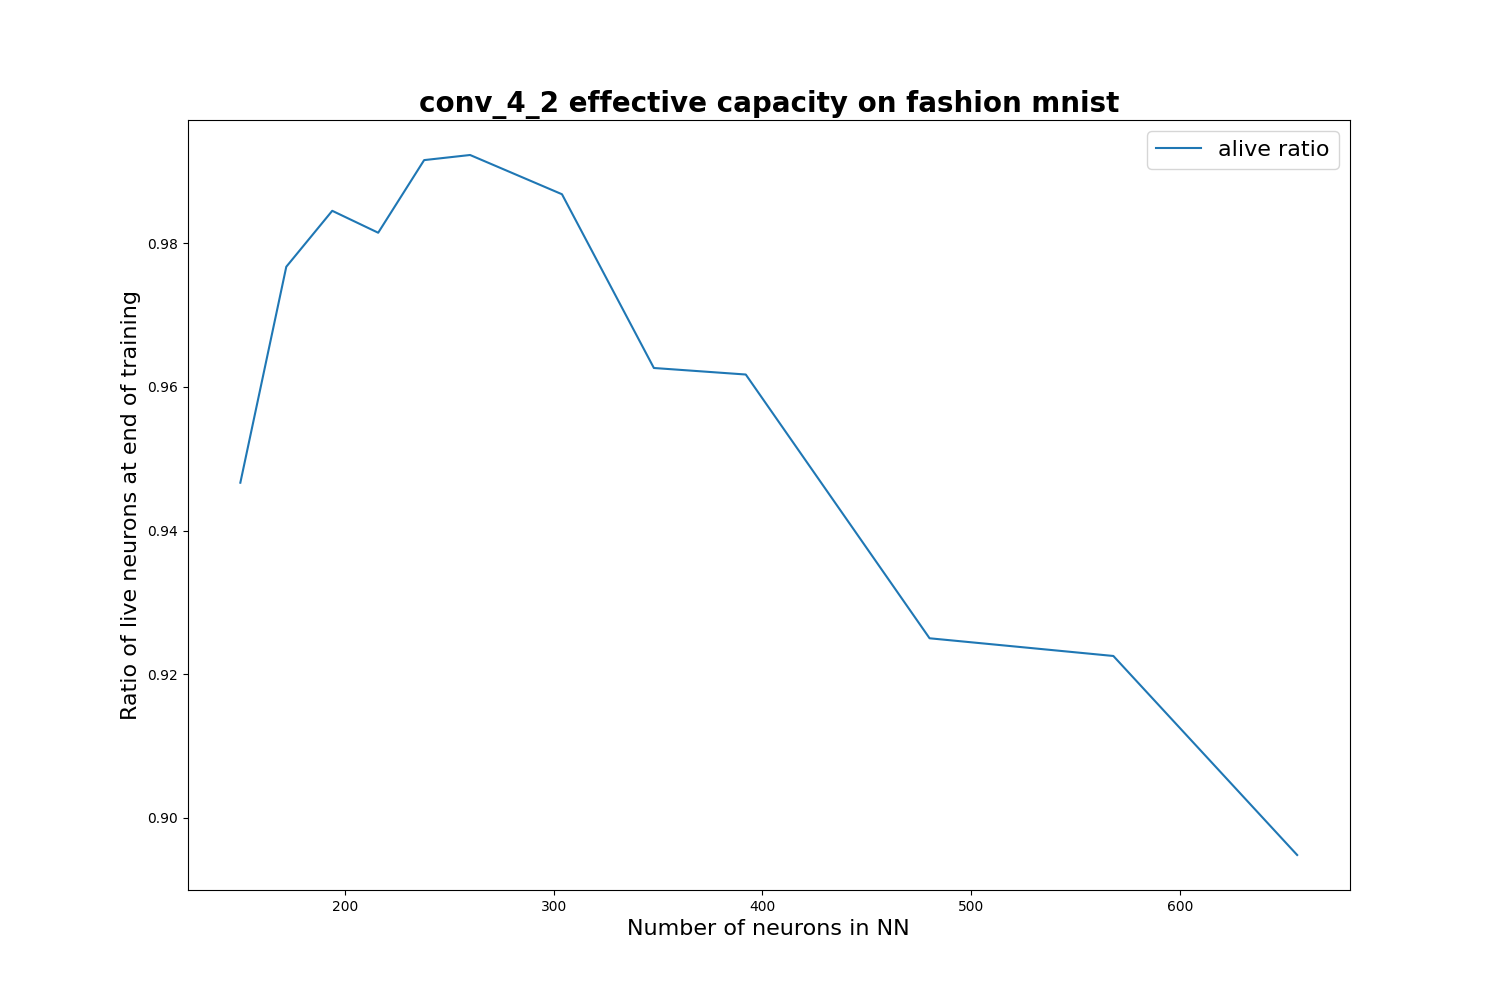 conv_4_2 effective capacity on fashion mnist
alive ratio
Ratio of live neurons at end of training
0.98
0.96
0.94
0.92
0.90
200 300 400 500 600
Number of neurons in NN